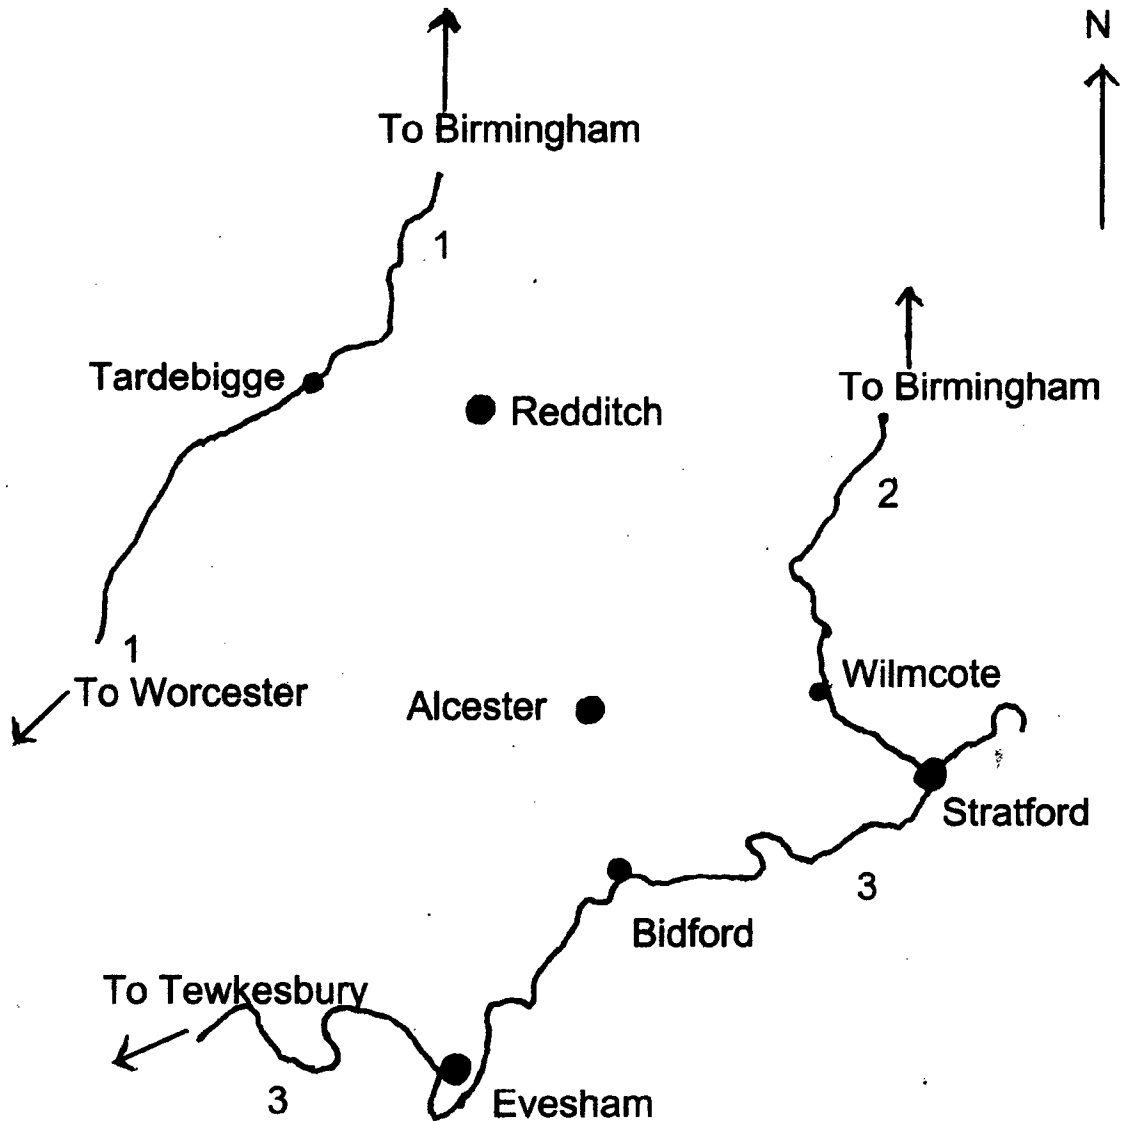 N
To Birmingham
1
Tardebigge
Redditch
To Birmingham
2
1
To Worcester
Wilmcote
Alcester
Stratford
3
Bidford
To Tewkesbury
3
Evesham